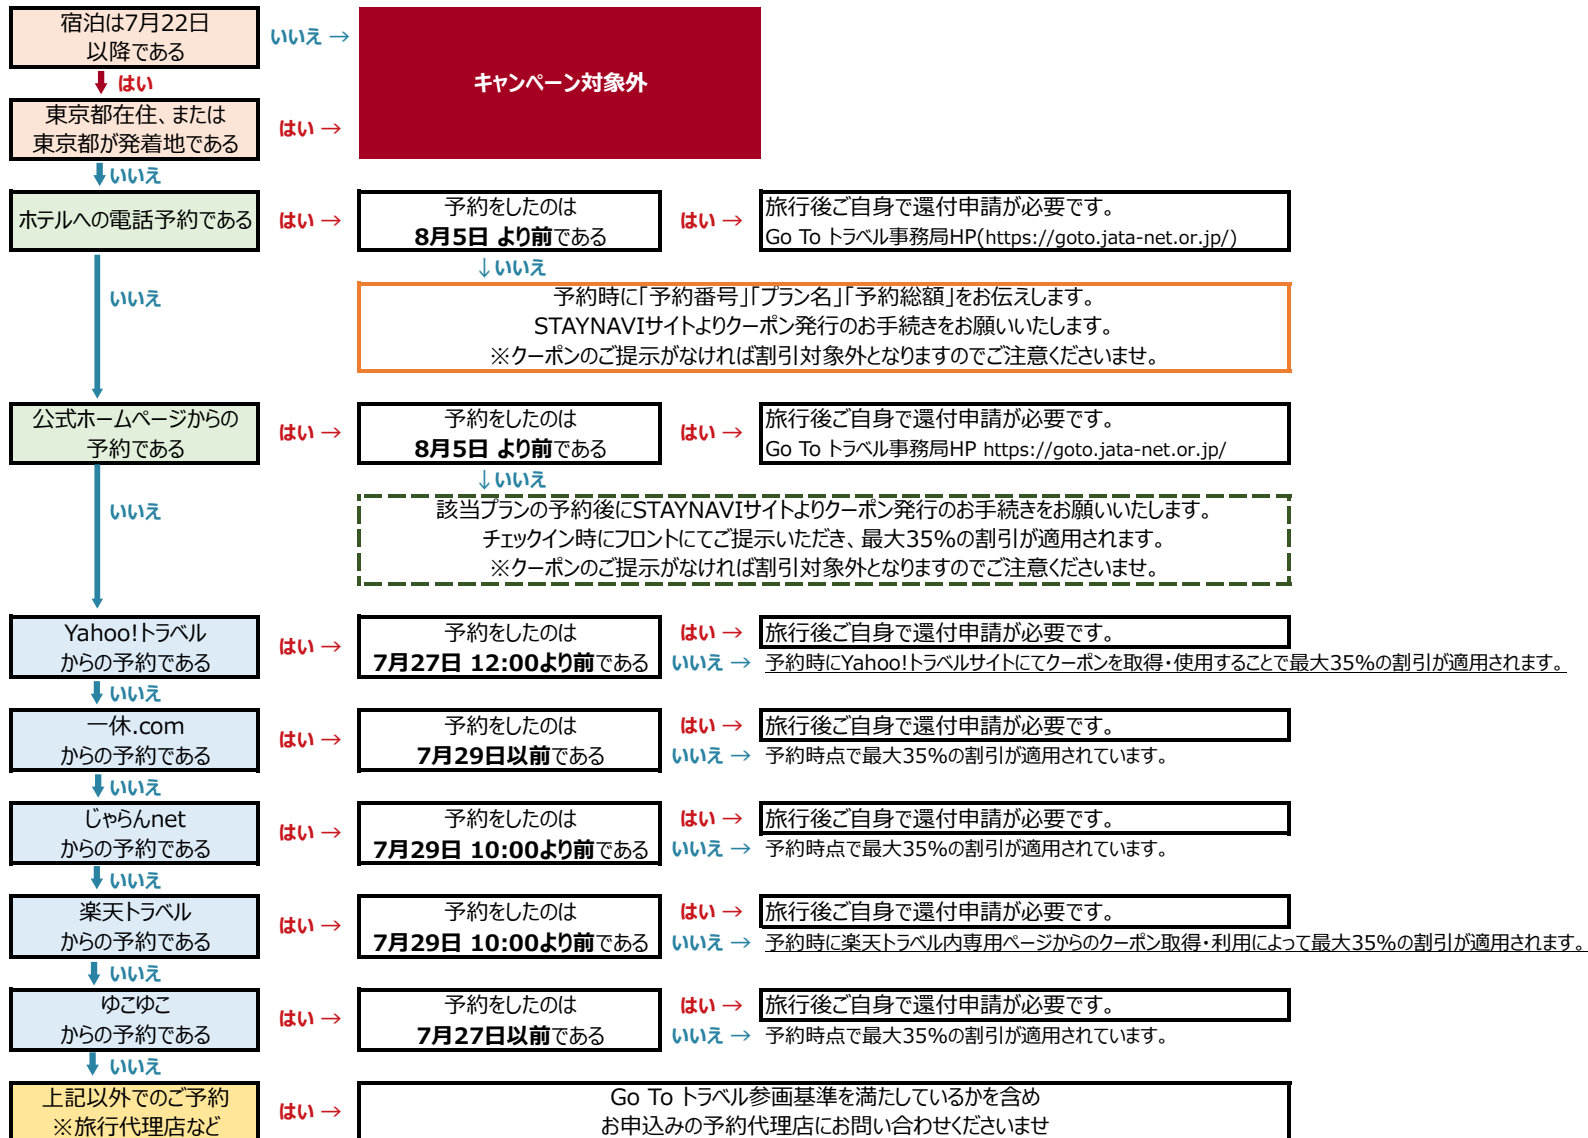 宿泊は7月22日
以降である
いいえ →
キャンペーン対象外
はい
東京都在住、または
東京都が発着地である
はい →
いいえ
ホテルへの電話予約である
はい →
予約をしたのは
8月5日 より前である
はい →
旅行後ご自身で還付申請が必要です。
Go To トラベル事務局HP(https://goto.jata-net.or.jp/)
↓いいえ
いいえ
予約時に「予約番号」「プラン名」「予約総額」をお伝えします。
STAYNAVIサイトよりクーポン発行のお手続きをお願いいたします。
※クーポンのご提示がなければ割引対象外となりますのでご注意くださいませ。
公式ホームページからの
予約である
はい →
予約をしたのは
8月5日 より前である
はい →
旅行後ご自身で還付申請が必要です。
Go To トラベル事務局HP https://goto.jata-net.or.jp/
↓いいえ
いいえ
該当プランの予約後にSTAYNAVIサイトよりクーポン発行のお手続きをお願いいたします。
チェックイン時にフロントにてご提示いただき、最大35%の割引が適用されます。
※クーポンのご提示がなければ割引対象外となりますのでご注意くださいませ。
Yahoo!トラベル
からの予約である
はい →
予約をしたのは
7月27日 12:00より前である
はい →
旅行後ご自身で還付申請が必要です。
いいえ →
予約時にYahoo!トラベルサイトにてクーポンを取得・使用することで最大35%の割引が適用されます。
いいえ
一休.com
からの予約である
はい →
予約をしたのは
7月29日以前である
はい →
旅行後ご自身で還付申請が必要です。
いいえ →
予約時点で最大35%の割引が適用されています。
いいえ
じゃらんnet
からの予約である
はい →
予約をしたのは
7月29日 10:00より前である
はい →
旅行後ご自身で還付申請が必要です。
いいえ →
予約時点で最大35%の割引が適用されています。
いいえ
楽天トラベル
からの予約である
はい →
予約をしたのは
7月29日 10:00より前である
はい →
旅行後ご自身で還付申請が必要です。
いいえ →
予約時に楽天トラベル内専用ページからのクーポン取得・利用によって最大35%の割引が適用されます。
いいえ
ゆこゆこ
からの予約である
はい →
予約をしたのは
7月27日以前である
はい →
旅行後ご自身で還付申請が必要です。
いいえ →
予約時点で最大35%の割引が適用されています。
いいえ
上記以外でのご予約
※旅行代理店など
はい →
Go To トラベル参画基準を満たしているかを含め
お申込みの予約代理店にお問い合わせくださいませ